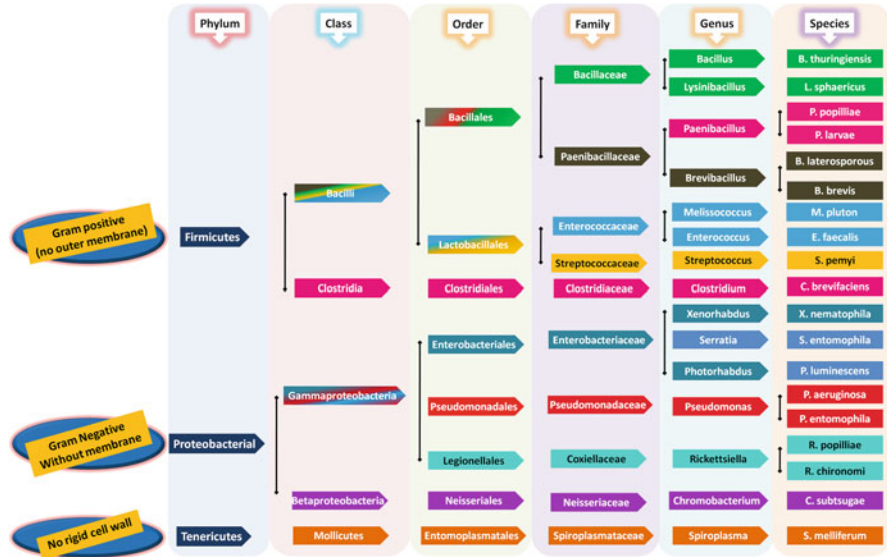 Phylum
Class
Order
Family
Genus
Species
Gram positive
(no outer membrane)
Firmicutes
Bacilli
Clostridia
Bacillales
Lactobacillales
Clostridiales
Bacillaceae
Paenibacillaceae
Enterococcaceae
Streptococcaceae
Clostridiaceae
Bacillus
Lysinibacillus
Paenibacillus
Brevibacillus
Melissococcus
Enterococcus
Streptococcus
Clostridium
B. thuringiensis
L. sphaericus
P. popilliae
P. larvae
B. laterosporous
B. brevis
M. pluton
E. faecalis
S. pemyi
C. brevifaciens
Gram Negative
Without membrane
Proteobacterial
Gammaproteobacteria
Betaproteobacteria
Enterobacteriales
Pseudomonadales
Legionellales
Neisseriales
Enterobacteriaceae
Pseudomonadaceae
Coxiellaceae
Neisseriaceae
Xenorhabdus
Serratia
Photorhabdus
Pseudomonas
Rickettsiella
Chromobacterium
X. nematophila
S. entomophila
P. luminescens
P. aeruginosa
P. entomophila
R. popilliae
R. chironomi
C. subtsugae
No rigid cell wall
Tenericutes
Mollicutes
Entomoplasmatales
Spiroplasmataceae
Spiroplasma
S. melliferum